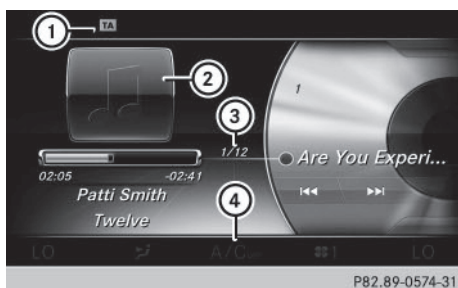 1
TA
2
3
1
1/12
Are You Experi...
02:05
-02:41
Patti Smith
4
Twelve
LO
A/C
1
LO
P82.89-0574-31